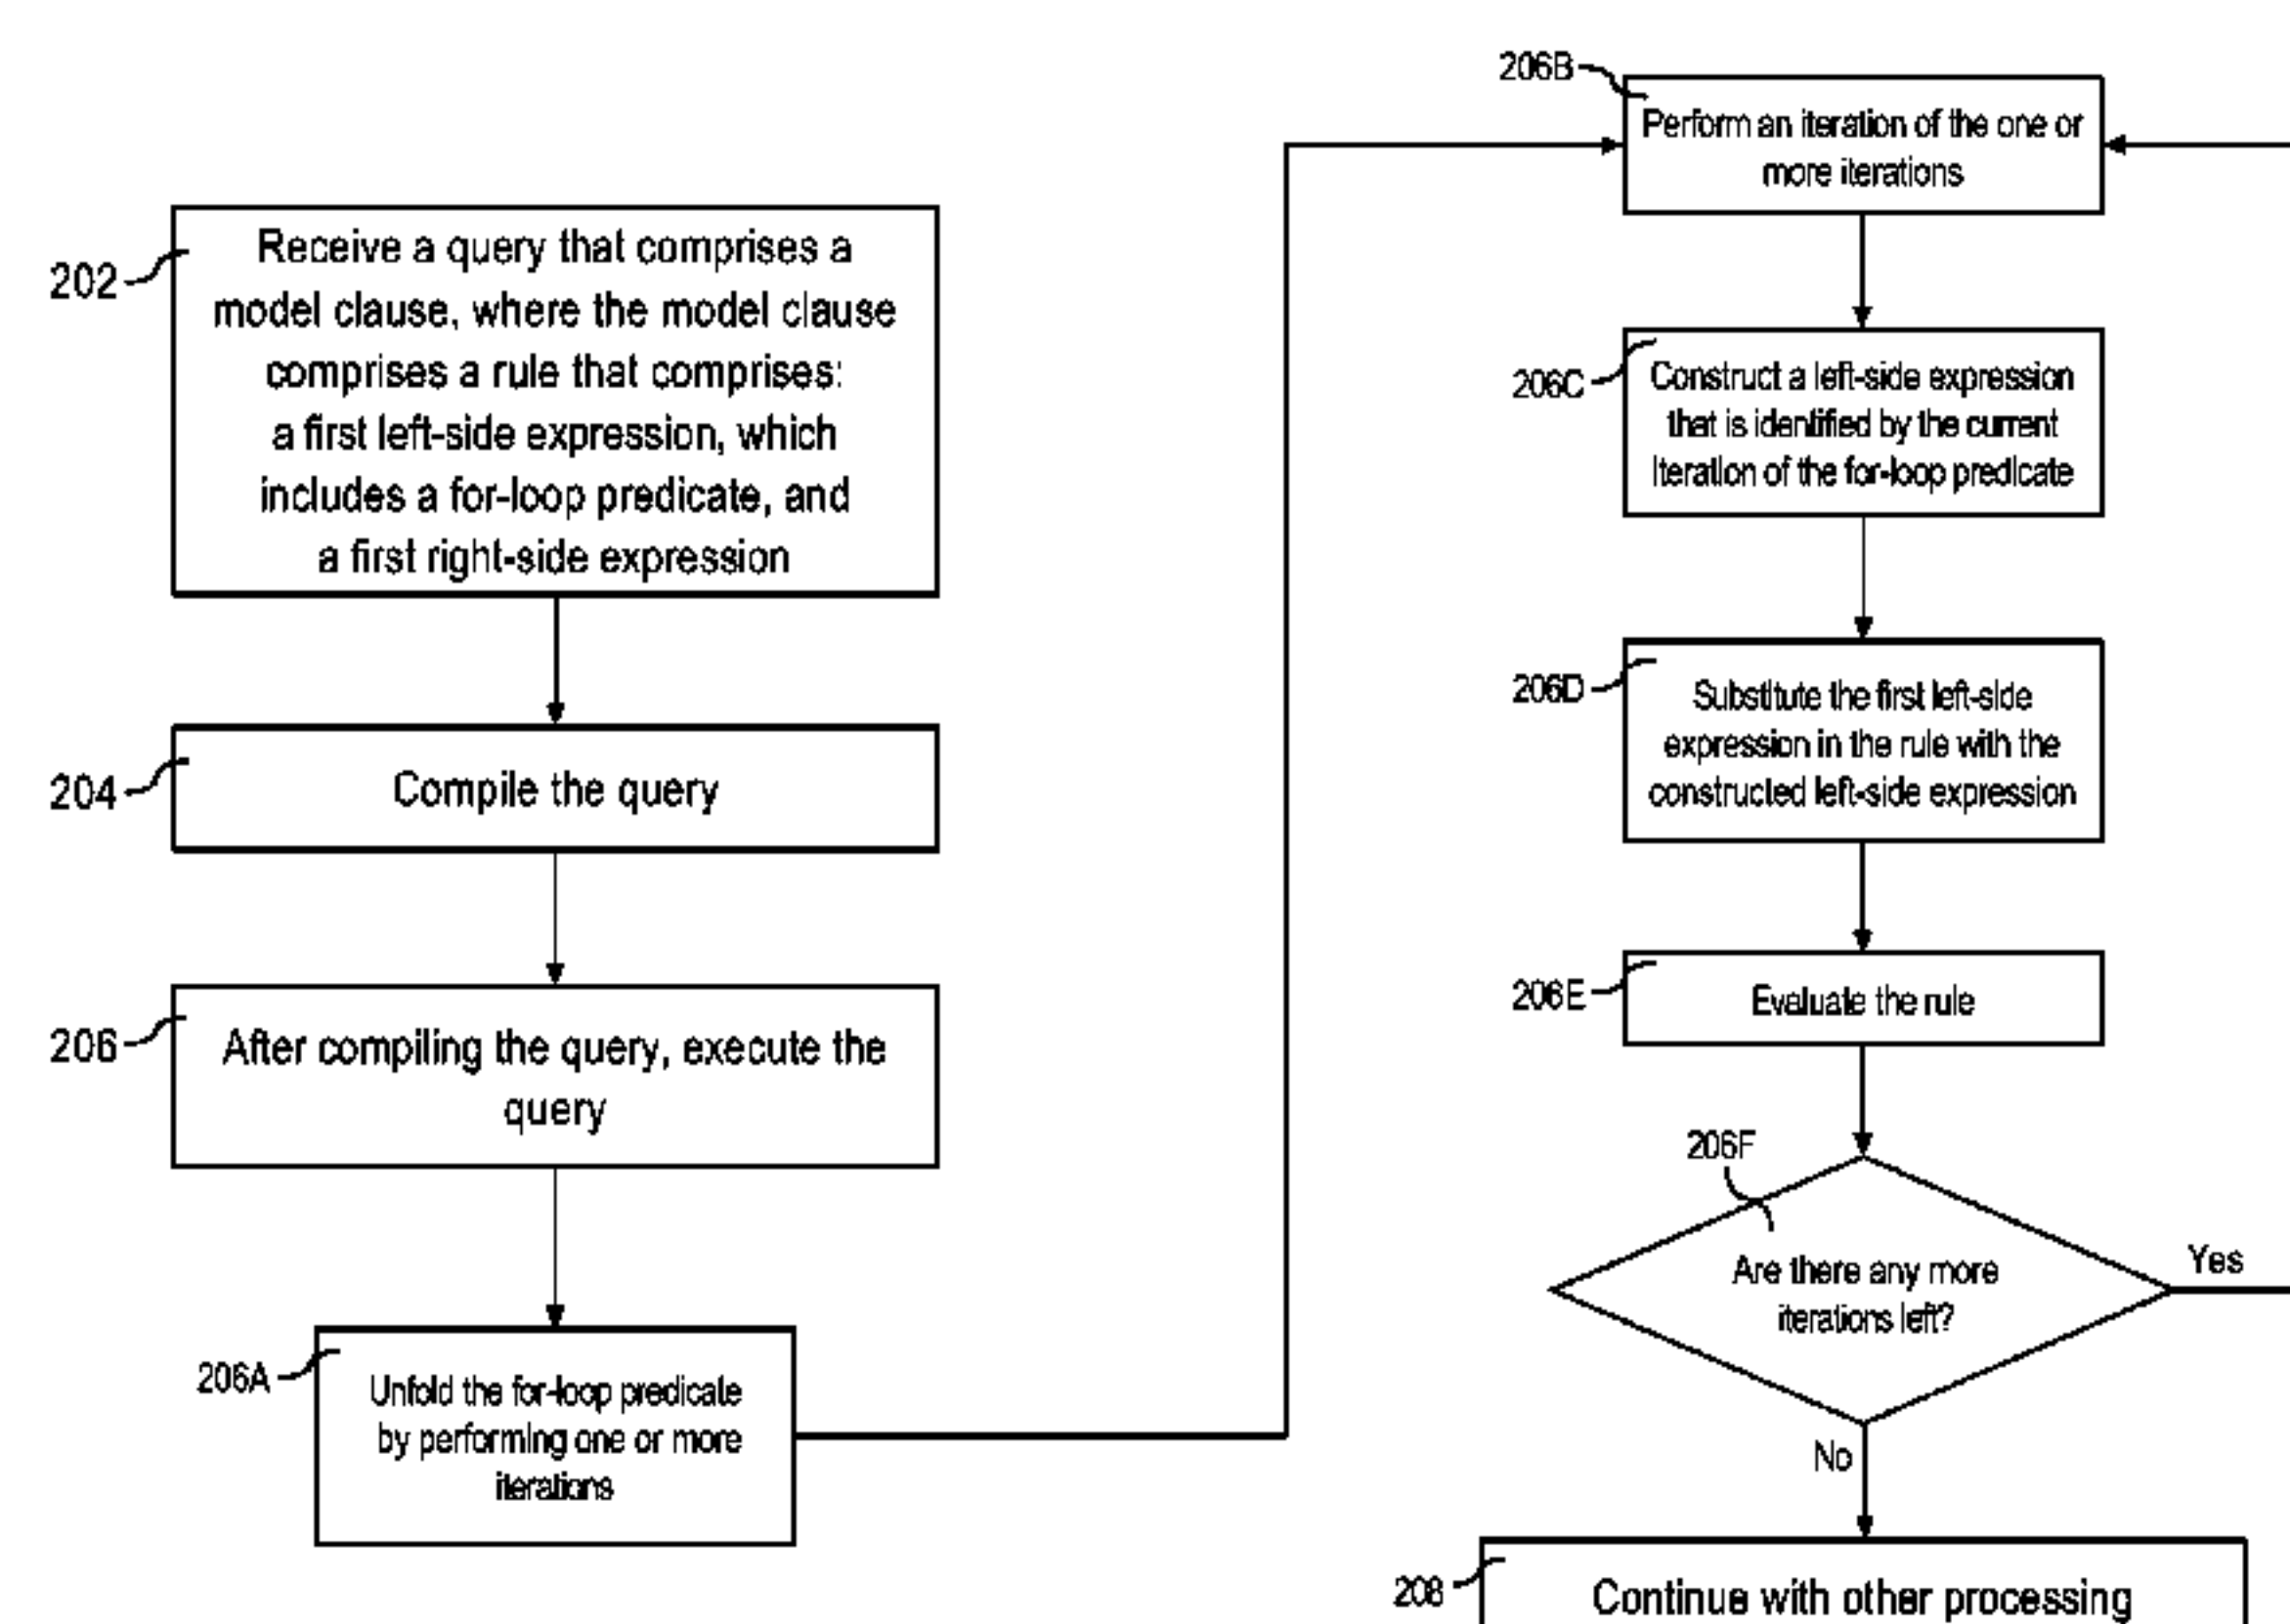 202
Receive a query that comprises a
model clause, where the model clause
comprises a rule that comprises:
a first left-side expression, which
includes a for-loop predicate, and
a first right-side expression
204
Compile the query
206
After compiling the query, execute the
query
206A
Unfold the for-loop predicate
by performing one or more
iterations
206B
Perform an iteration of the one or
more iterations
206C
Construct a left-side expression
that is identified by the current
iteration of the for-loop predicate
206D
Substitute the first left-side
expression in the rule with the
constructed left-side expression
206E
Evaluate the rule
206F
Are there any more
iterations left?
Yes
No
208
Continue with other processing